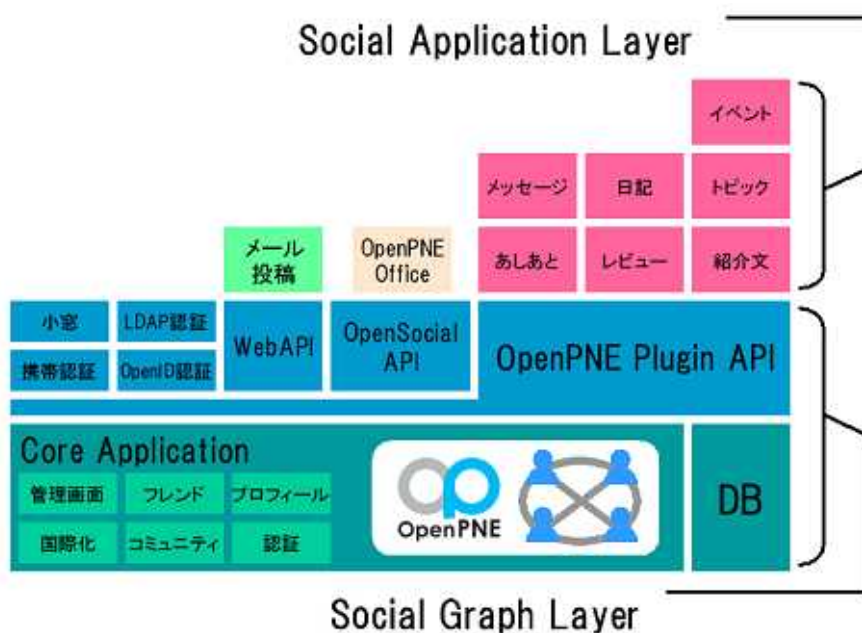 Social Application Layer
イベント
メッセージ
日記
トピック
メール
投稿
OpenPNE
Office
あしあと
レビュー
紹介文
小窓
LDAP認証
WebAPI
OpenSocial
API
OpenPNE Plugin API
携帯認証
OpenID認証
Core Application
管理画面
フレンド
プロフィール
国際化
コミュニティ
認証
OpenPNE
DB
Social Graph Layer